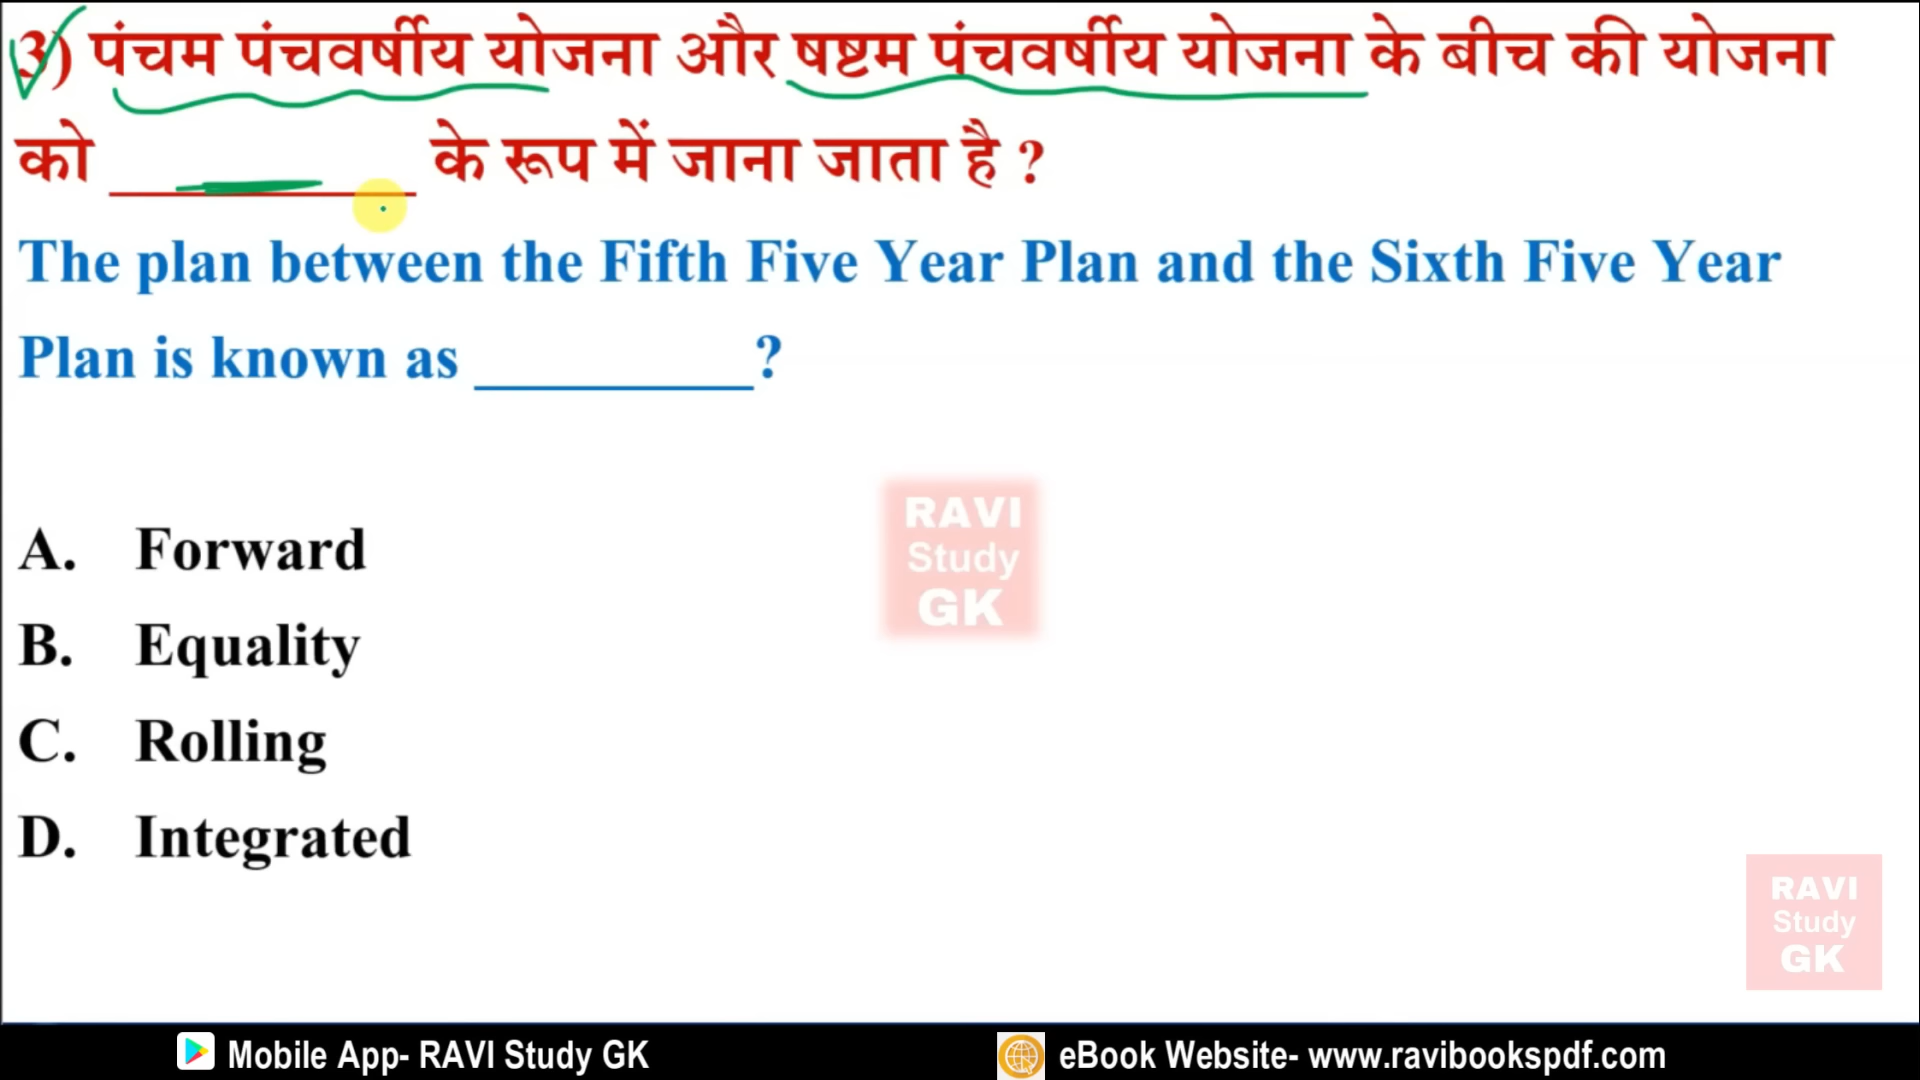 3) पंचम पंचवर्षीय योजना और षष्टम पंचवर्षीय योजना के बीच की योजना
को __________ के रूप में जाना जाता है ?
The plan between the Fifth Five Year Plan and the Sixth Five Year
Plan is known as _________?
A. Forward
B. Equality
C. Rolling
D. Integrated
RAVI
Study
GK
RAVI
Study
GK
Mobile App- RAVI Study GK
eBook Website- www.ravibookspdf.com